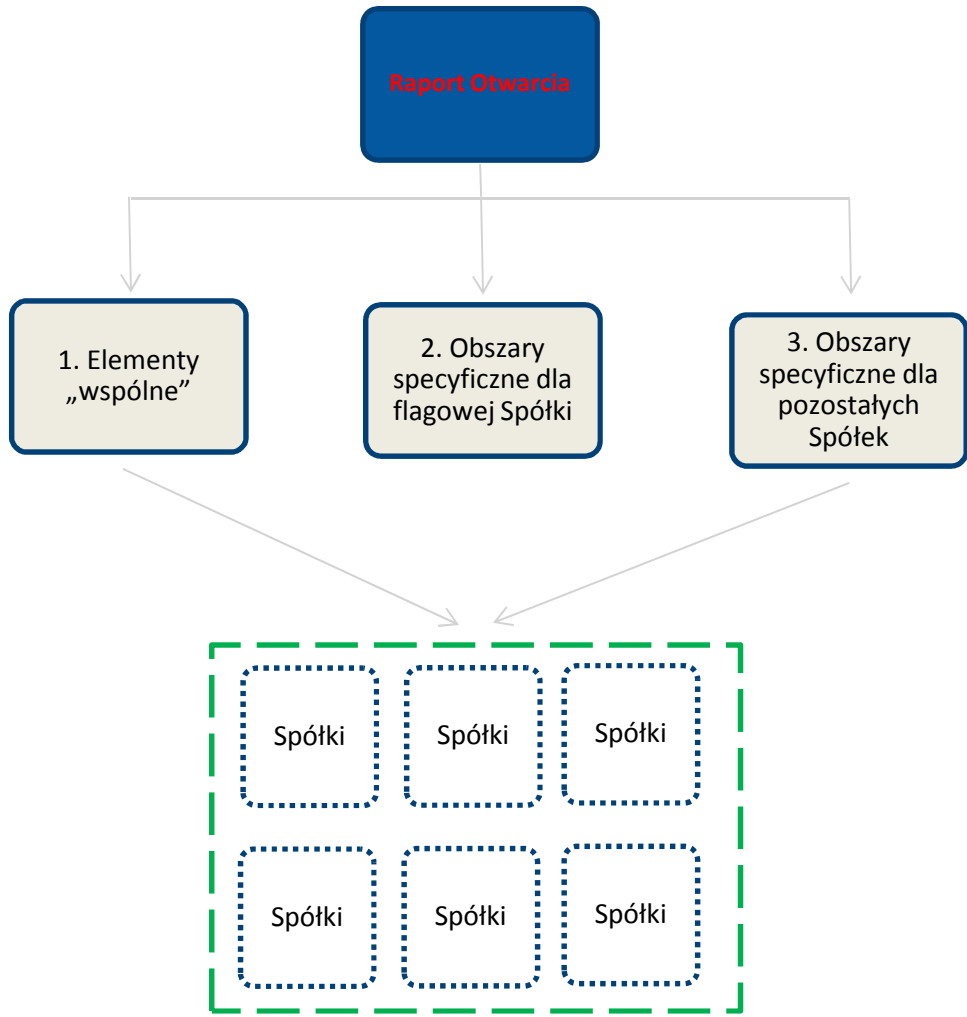 Raport Otwarcia
1. Elementy
„wspólne”
2. Obszary
specyficzne dla
flagowej Spółki
3. Obszary
specyficzne dla
pozostałych
Spółek
Spółki
Spółki
Spółki
Spółki
Spółki
Spółki